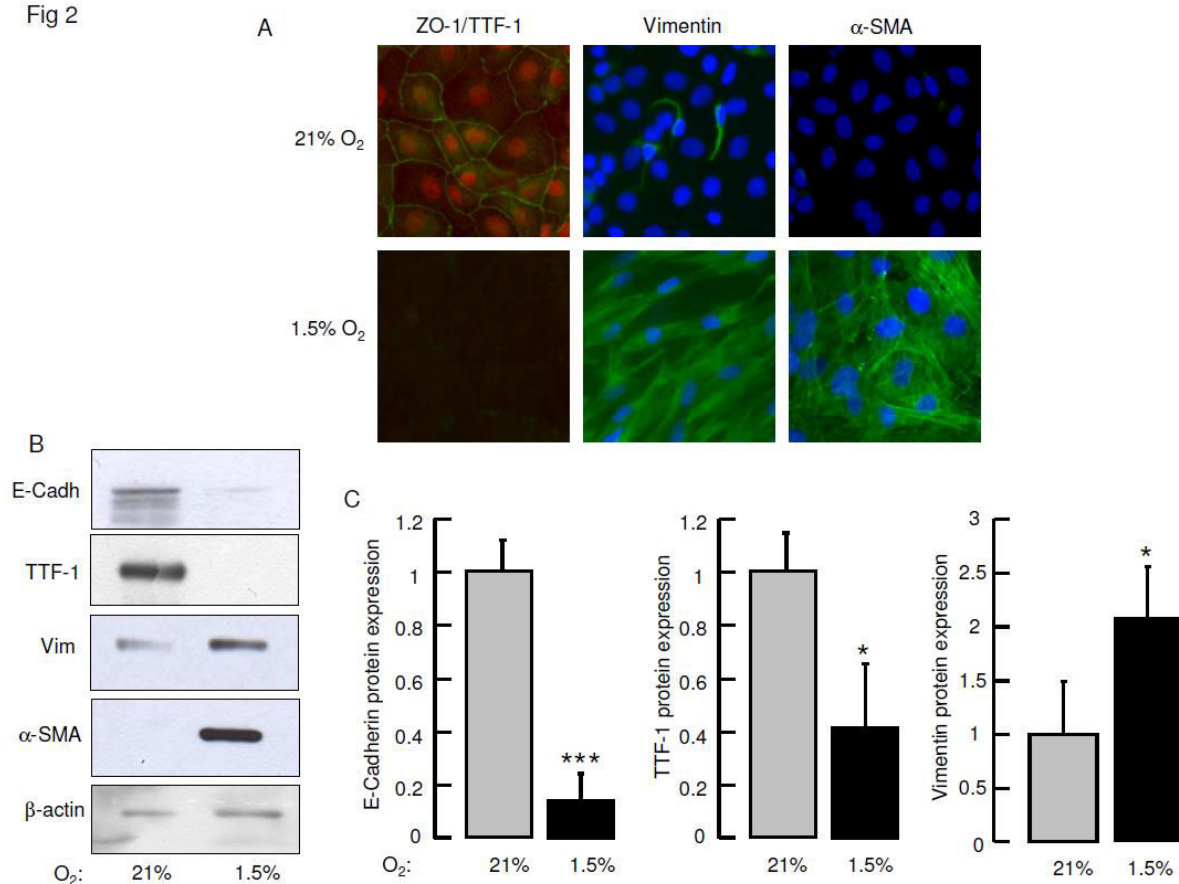 Fig 2
A
ZO-1/TTF-1 Vimentin α-SMA
21% O2
1.5% O2
B
E-Cadh
TTF-1
Vim
α-SMA
β-actin
O2: 21% 1.5%
C
E-Cadherin protein expression
1.2
1
0.8
0.6
0.4
0.2
0
***
O2: 21% 1.5%
TTF-1 protein expression
1.2
1
0.8
0.6
0.4
0.2
0
*
21% 1.5%
Vimentin protein expression
3
2.5
2
1.5
1
0.5
0
*
21% 1.5%